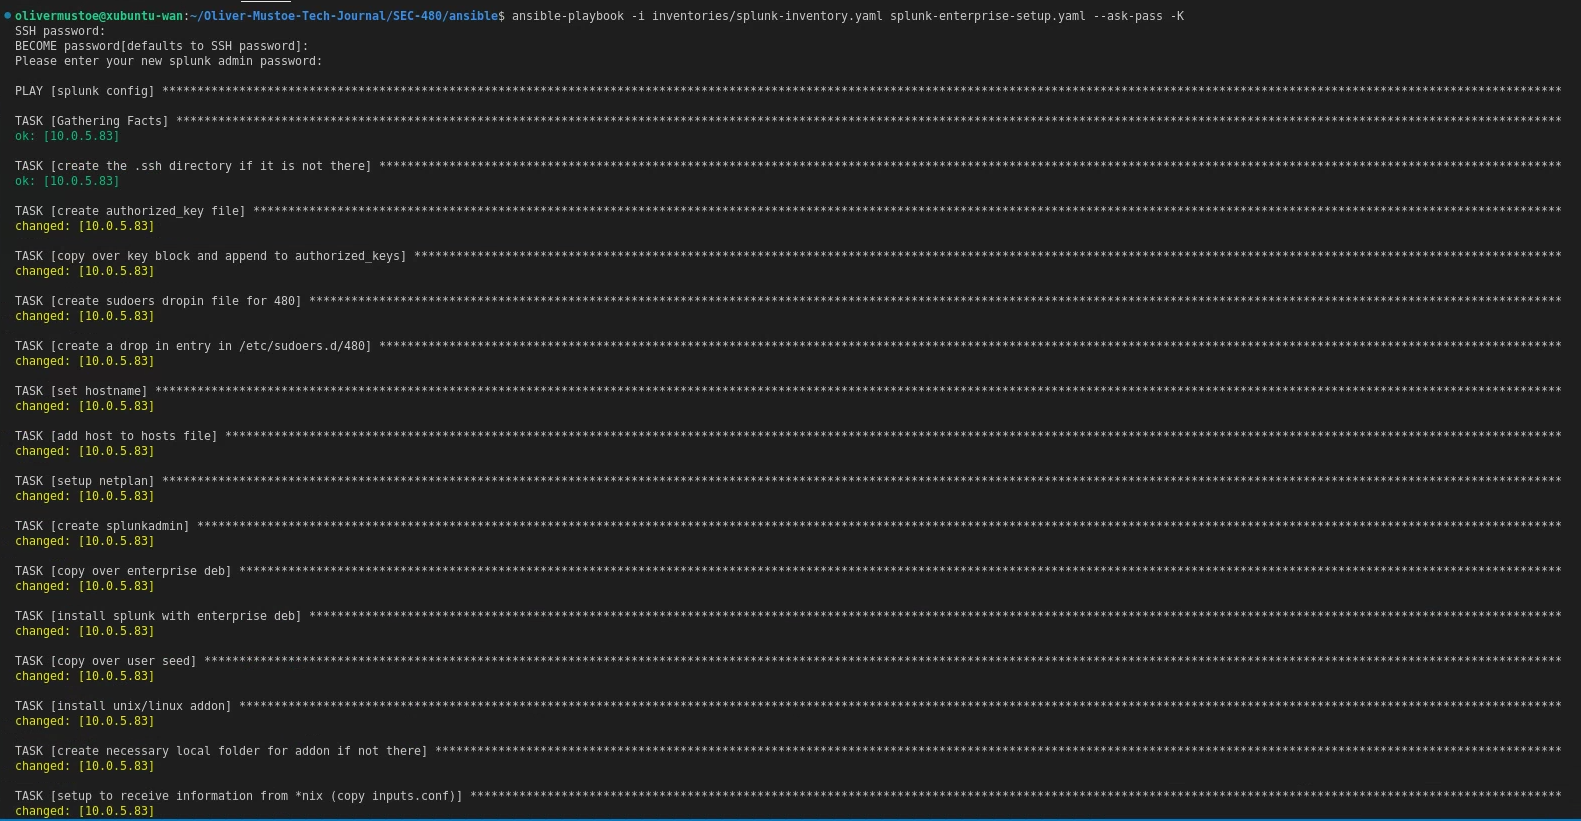 olivermustoe@xubuntu-wan:~/Oliver-Mustoe-Tech-Journal/SEC-480/ansible$ ansible-playbook -i inventories/splunk-inventory.yaml splunk-enterprise-setup.yaml --ask-pass -K
SSH password:
BECOME password[defaults to SSH password]:
Please enter your new splunk admin password:
PLAY [splunk config] ********************************************************************************************************************************************************************************************************
TASK [Gathering Facts] ******************************************************************************************************************************************************************************************************
ok: [10.0.5.83]
TASK [create the .ssh directory if it is not there] *************************************************************************************************************************************************************************
ok: [10.0.5.83]
TASK [create authorized_key file] *******************************************************************************************************************************************************************************************
changed: [10.0.5.83]
TASK [copy over key block and append to authorized_keys] ********************************************************************************************************************************************************************
changed: [10.0.5.83]
TASK [create sudoers dropin file for 480] ***********************************************************************************************************************************************************************************
changed: [10.0.5.83]
TASK [create a drop in entry in /etc/sudoers.d/480] *************************************************************************************************************************************************************************
changed: [10.0.5.83]
TASK [set hostname] *********************************************************************************************************************************************************************************************************
changed: [10.0.5.83]
TASK [add host to hosts file] ***********************************************************************************************************************************************************************************************
changed: [10.0.5.83]
TASK [setup netplan] ********************************************************************************************************************************************************************************************************
changed: [10.0.5.83]
TASK [create splunkadmin] ***************************************************************************************************************************************************************************************************
changed: [10.0.5.83]
TASK [copy over enterprise deb] *********************************************************************************************************************************************************************************************
changed: [10.0.5.83]
TASK [install splunk with enterprise deb] ***********************************************************************************************************************************************************************************
changed: [10.0.5.83]
TASK [copy over user seed] **************************************************************************************************************************************************************************************************
changed: [10.0.5.83]
TASK [install unix/linux addon] *********************************************************************************************************************************************************************************************
changed: [10.0.5.83]
TASK [create necessary local folder for addon if not there] *****************************************************************************************************************************************************************
changed: [10.0.5.83]
TASK [setup to receive information from *nix (copy inputs.conf)] ************************************************************************************************************************************************************
changed: [10.0.5.83]